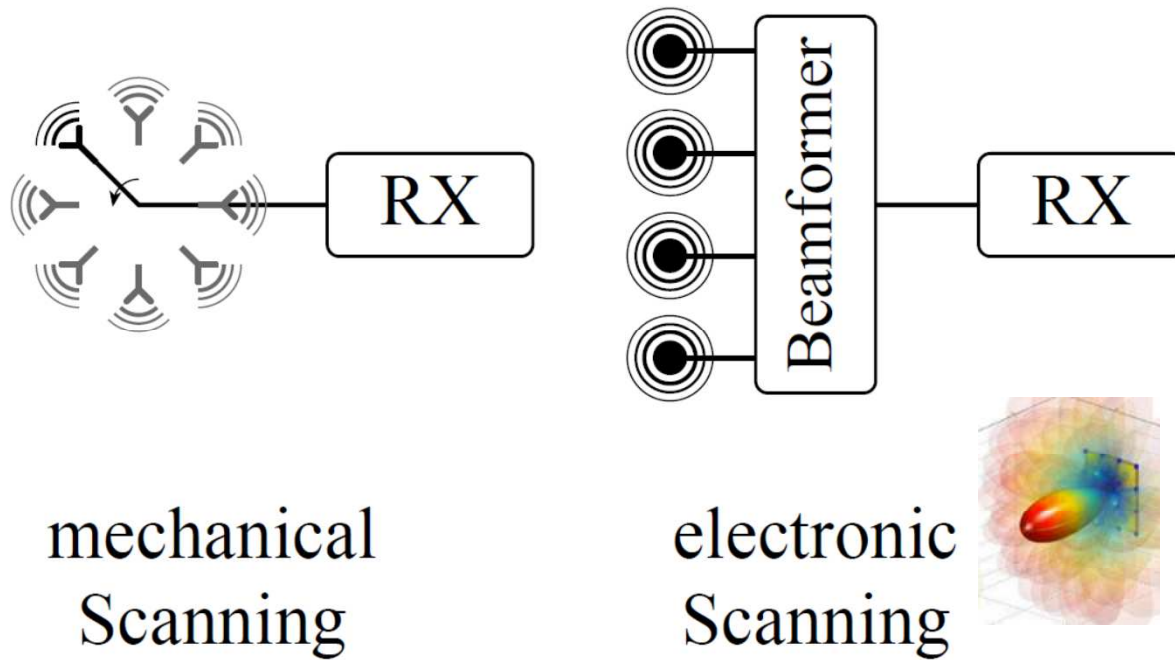 RX
Beamformer
RX
mechanical
Scanning
electronic
Scanning